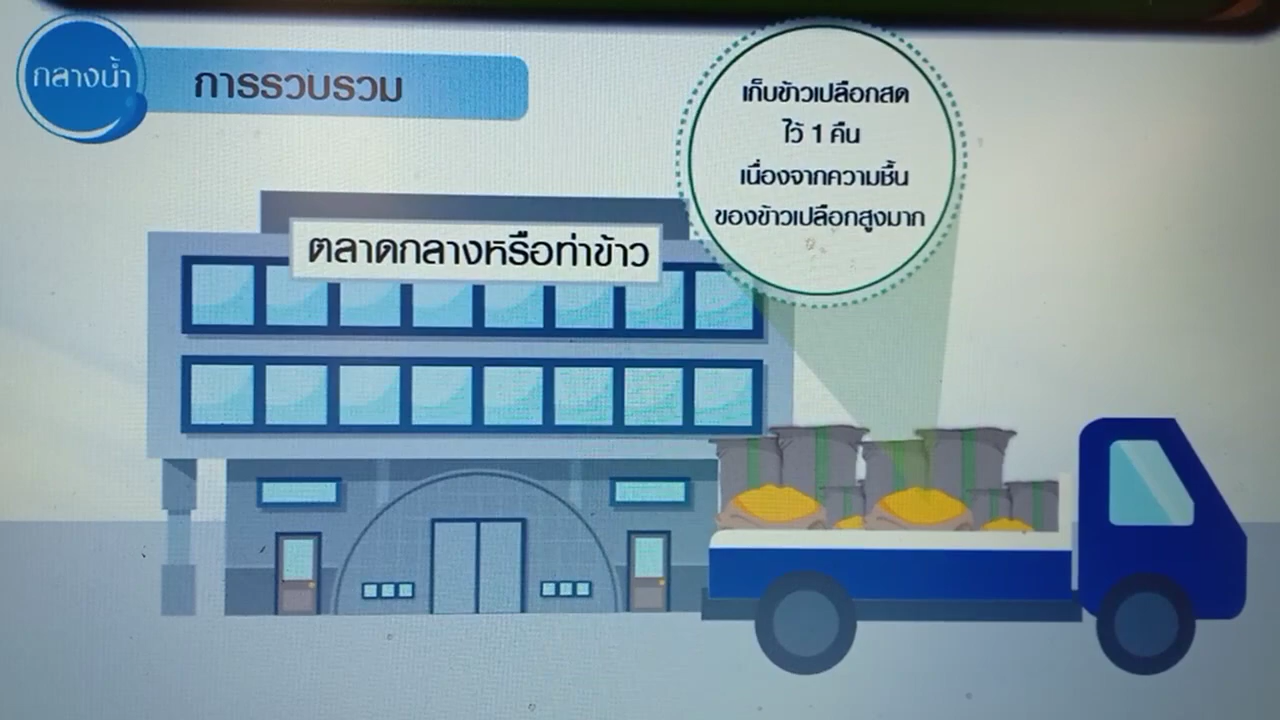 กลางน้ำ
การรวบรวม
เก็บข้าวเปลือกสด
ไว้ 1 คืน
เนื่องจากความชื้น
ของข้าวเปลือกสูงมาก
ตลาดกลางหรือท่าข้าว